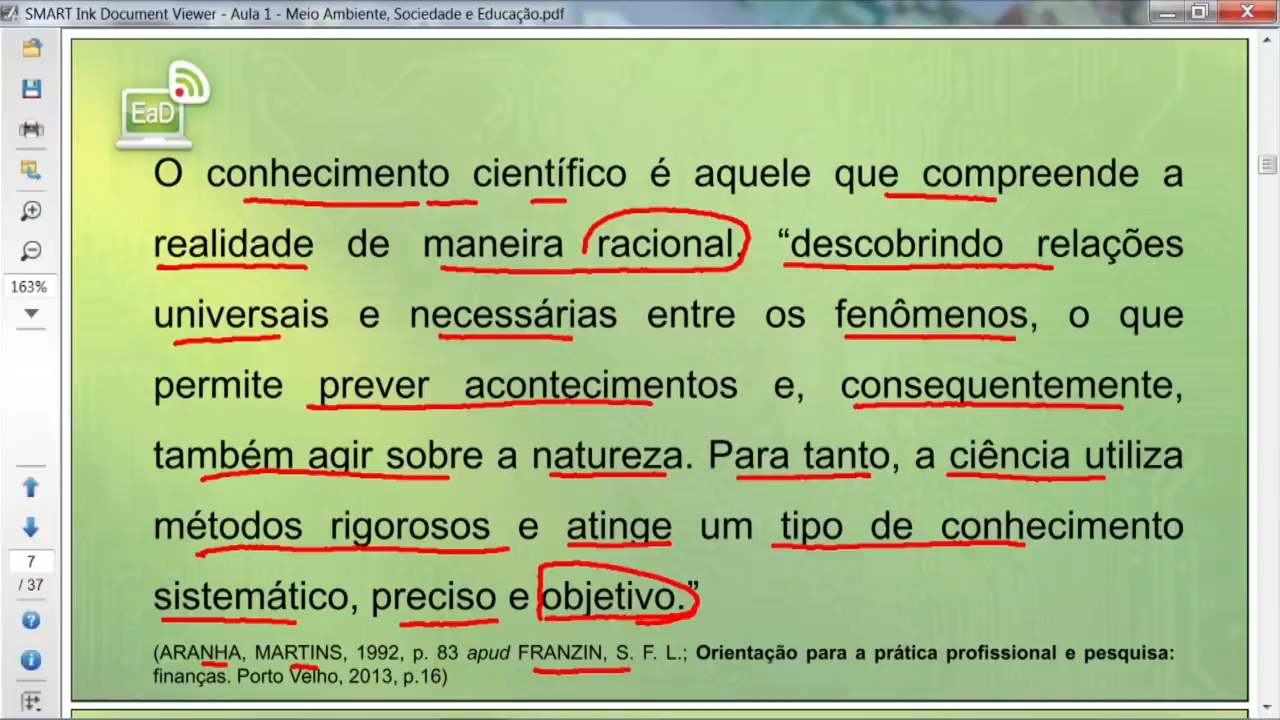 SMART Ink Document Viewer - Aula 1 - Meio Ambiente, Sociedade e Educação.pdf
EaD
O conhecimento científico é aquele que compreende a
realidade de maneira racional. “descobrindo relações
universais e necessárias entre os fenômenos, o que
permite prever acontecimentos e, consequentemente,
também agir sobre a natureza. Para tanto, a ciência utiliza
métodos rigorosos e atinge um tipo de conhecimento
sistemático, preciso e objetivo.”
(ARANHA, MARTINS, 1992, p. 83 apud FRANZIN, S. F. L.; Orientação para a prática profissional e pesquisa:
finanças. Porto Velho, 2013, p.16)
163%
7
/ 37